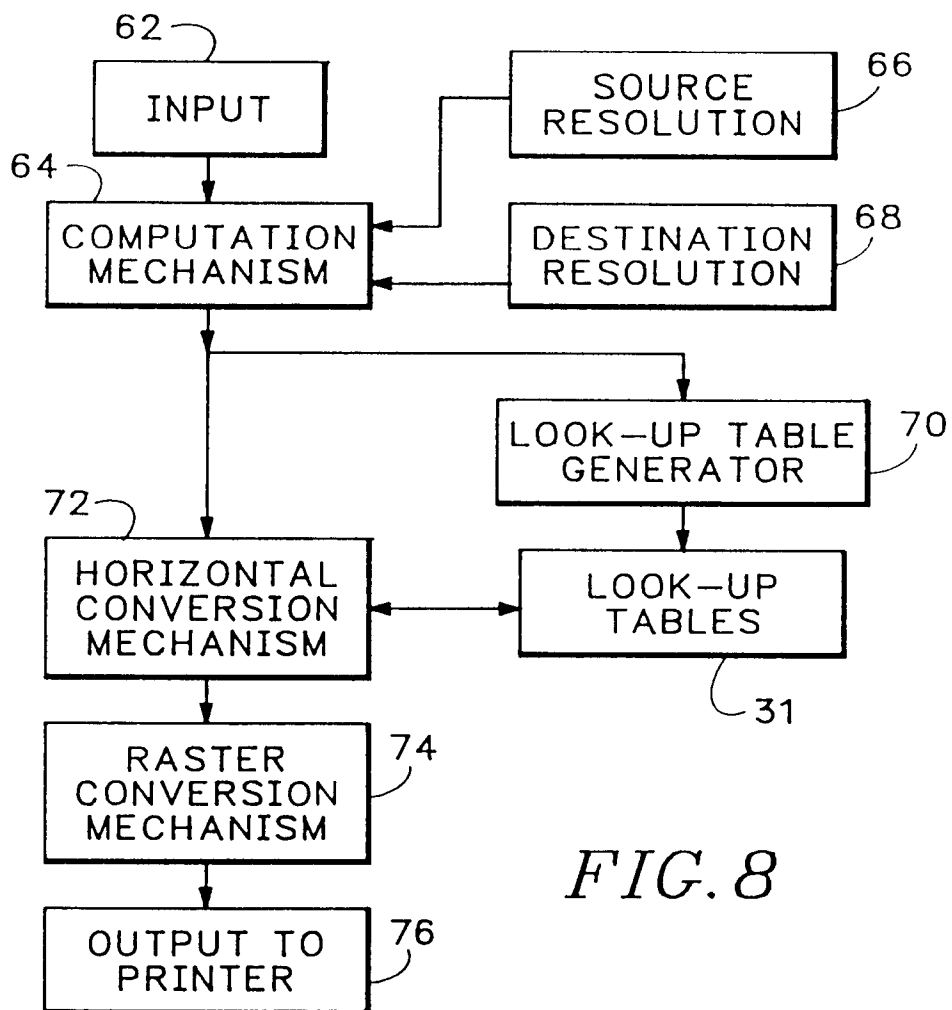 62
INPUT
SOURCE
RESOLUTION
66
64
COMPUTATION
MECHANISM
DESTINATION
RESOLUTION
68
LOOK-UP TABLE
GENERATOR
70
72
HORIZONTAL
CONVERSION
MECHANISM
LOOK-UP
TABLES
31
RASTER
CONVERSION
MECHANISM
74
FIG. 8
OUTPUT TO
PRINTER
76